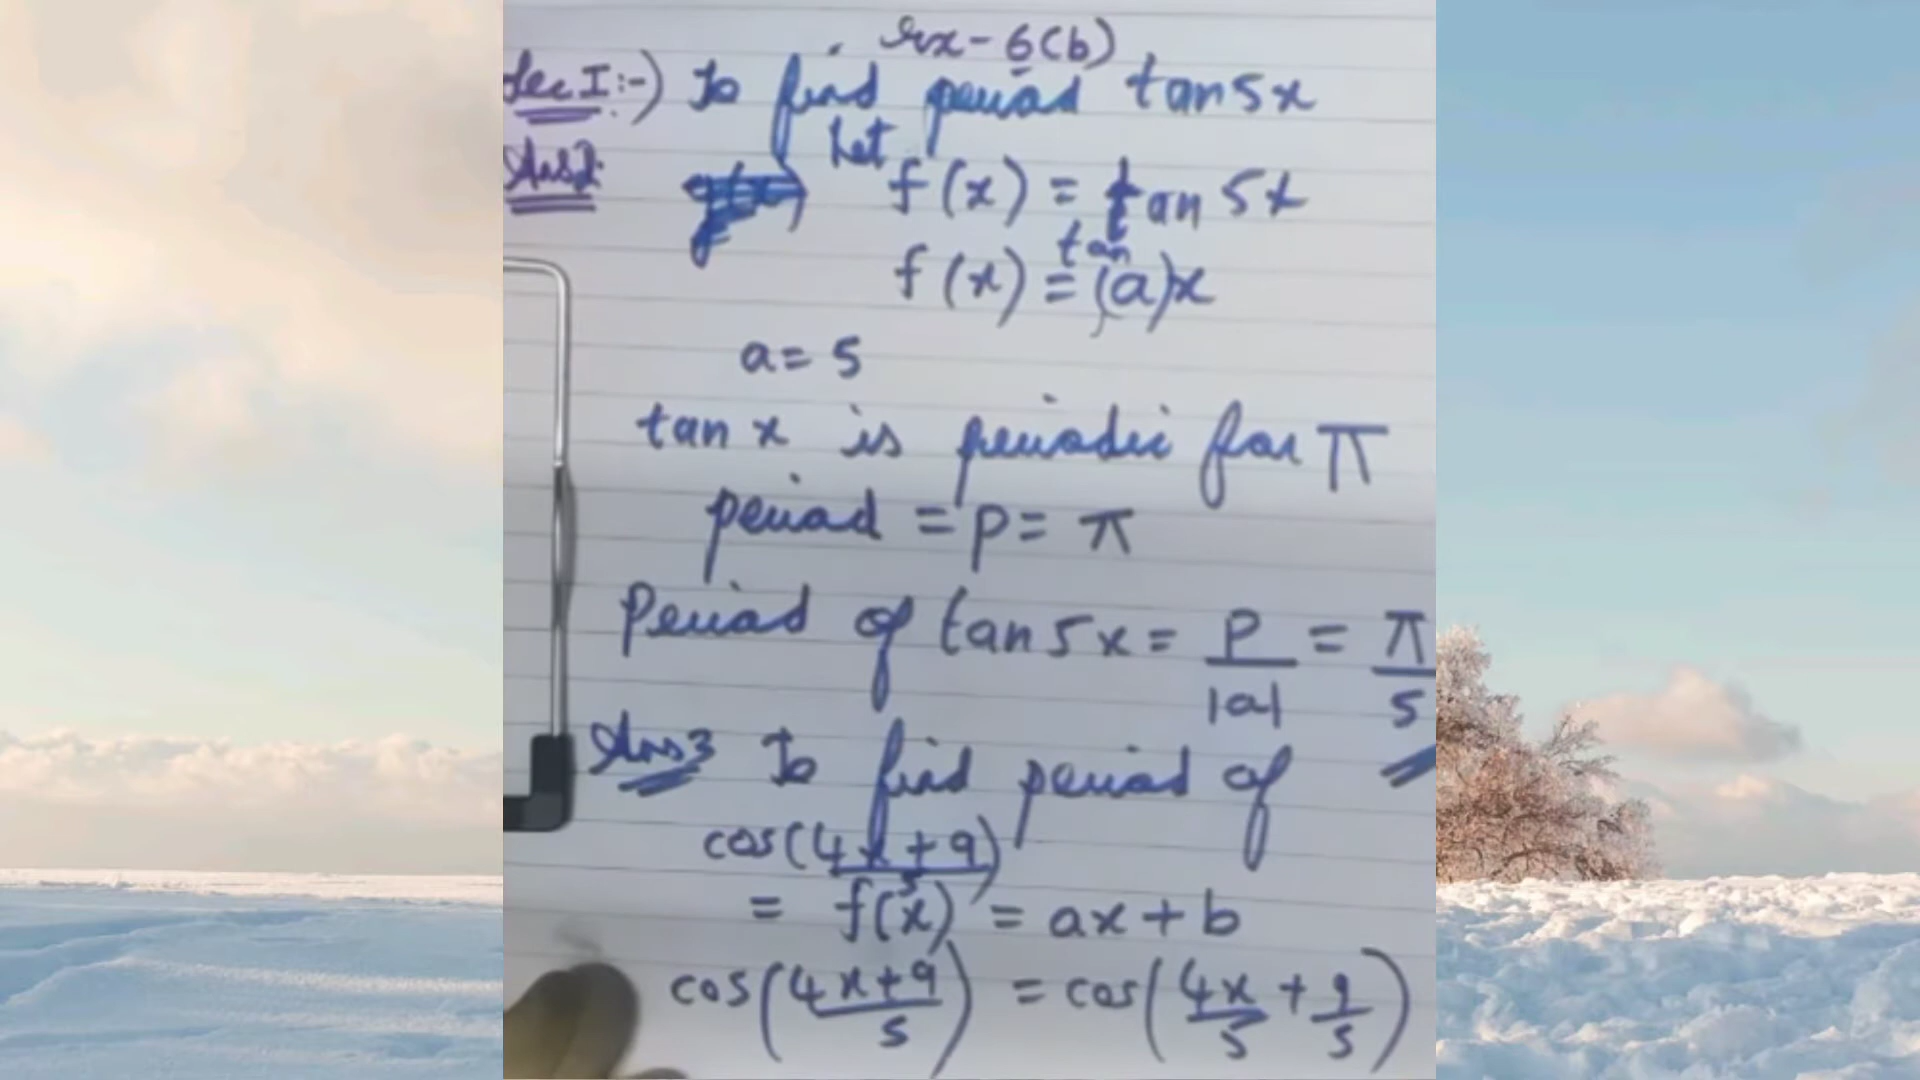 Ex-6(b)
Sec I:-) To find period tan5x
Ans2. Let f(x) = tan 5x
f(x) = tan (a)x
a = 5
tan x is periodic for π
period = p = π
Period of tan5x = P/|a| = π/5
Ans3 To find period of
cos(4x+9/5)
= f(x) = ax+b
cos(4x+9/5) = cos(4x/5 + 9/5)